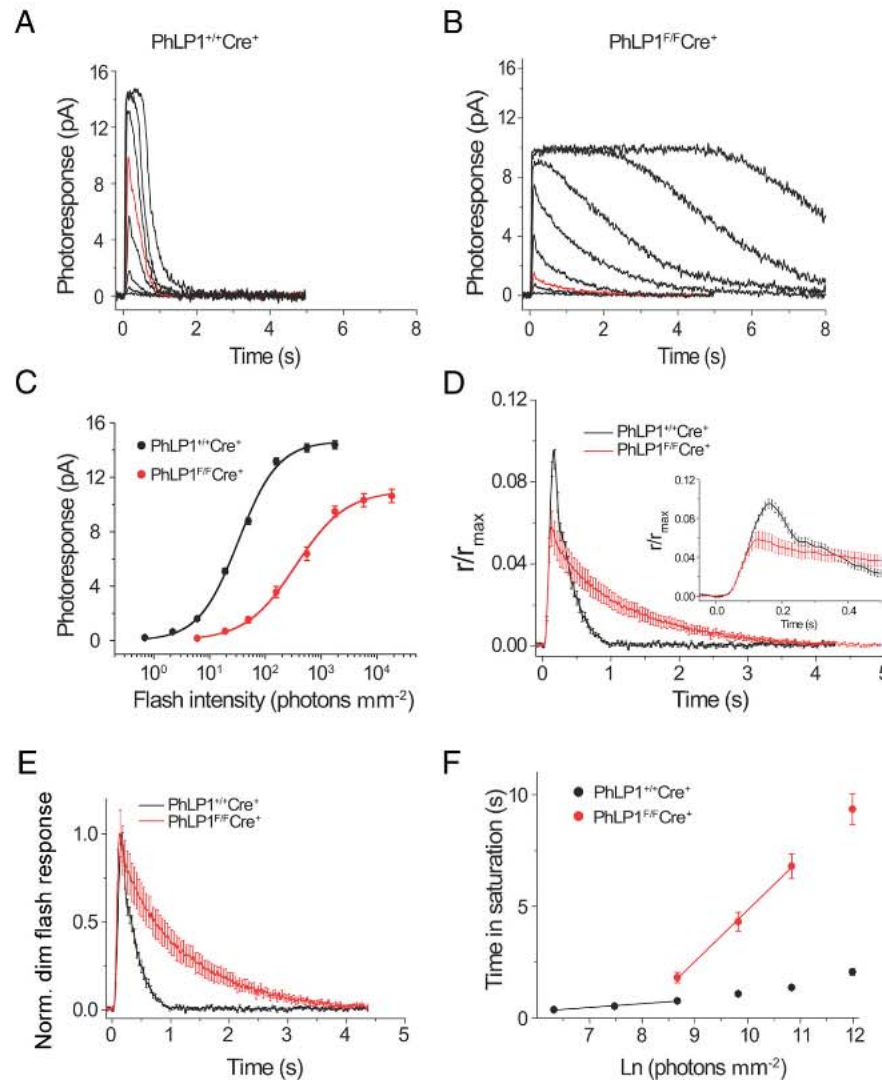 A
PhLP1+/+Cre+
Photoresponse (pA)
16
12
8
4
0
0 2 4 6 8
Time (s)
B
PhLP1F/FCre+
Photoresponse (pA)
16
12
8
4
0
0 2 4 6 8
Time (s)
C
PhLP1+/+Cre+
PhLP1F/FCre+
Photoresponse (pA)
16
12
8
4
0
10⁰ 10¹ 10² 10³ 10⁴
Flash intensity (photons mm⁻²)
D
PhLP1+/+Cre+
PhLP1F/FCre+
r/rmax
0.12
0.08
0.04
0.00
0 1 2 3 4 5
Time (s)
r/rmax
0.12
0.08
0.04
0.00
0.0 0.2 0.4
Time (s)
E
PhLP1+/+Cre+
PhLP1F/FCre+
Norm. dim flash response
1.0
0.5
0.0
0 1 2 3 4 5
Time (s)
F
PhLP1+/+Cre+
PhLP1F/FCre+
Time in saturation (s)
10
5
0
7 8 9 10 11 12
Ln (photons mm⁻²)